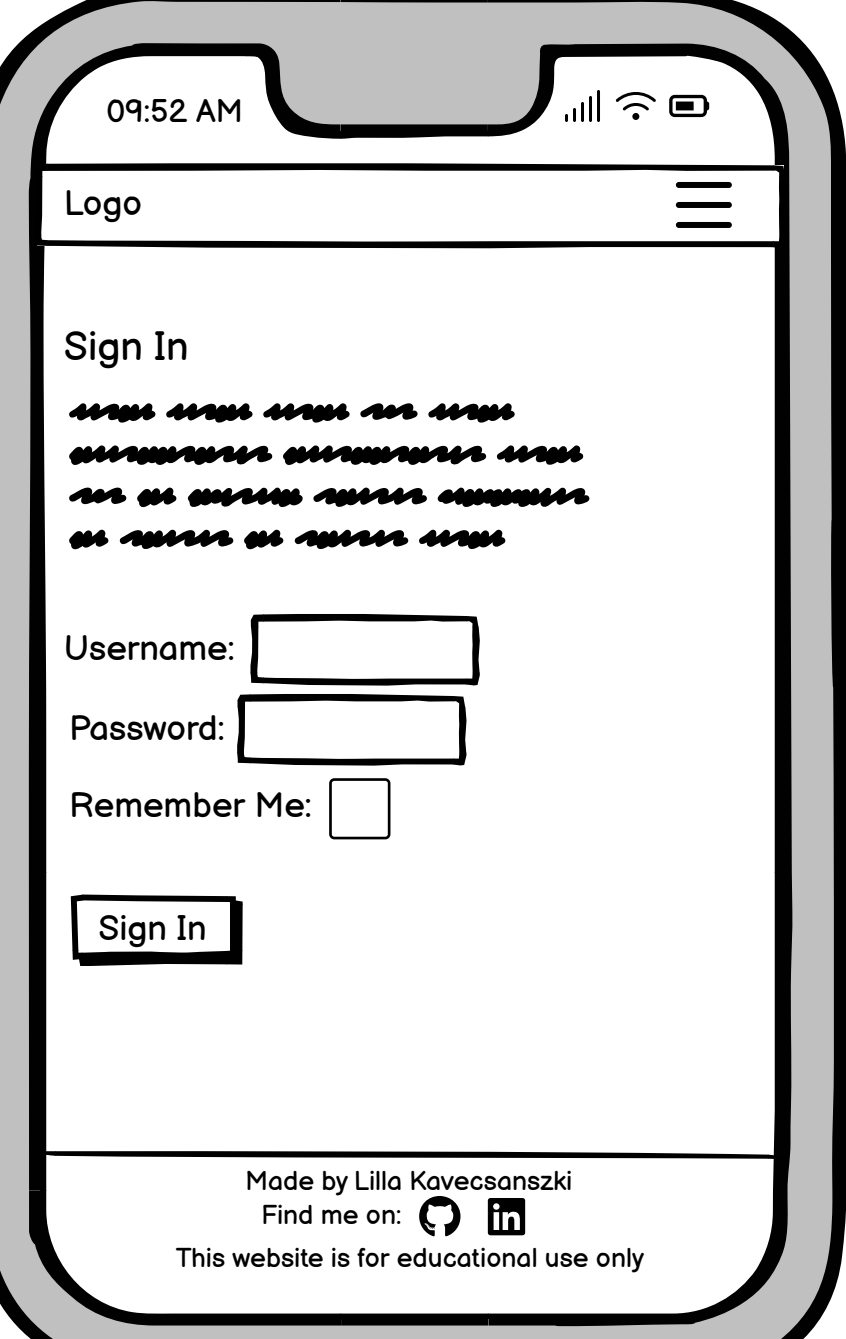 09:52 AM
Logo
Sign In
Username:
Password:
Remember Me:
Sign In
Made by Lilla Kavecsanszki
Find me on: in
This website is for educational use only